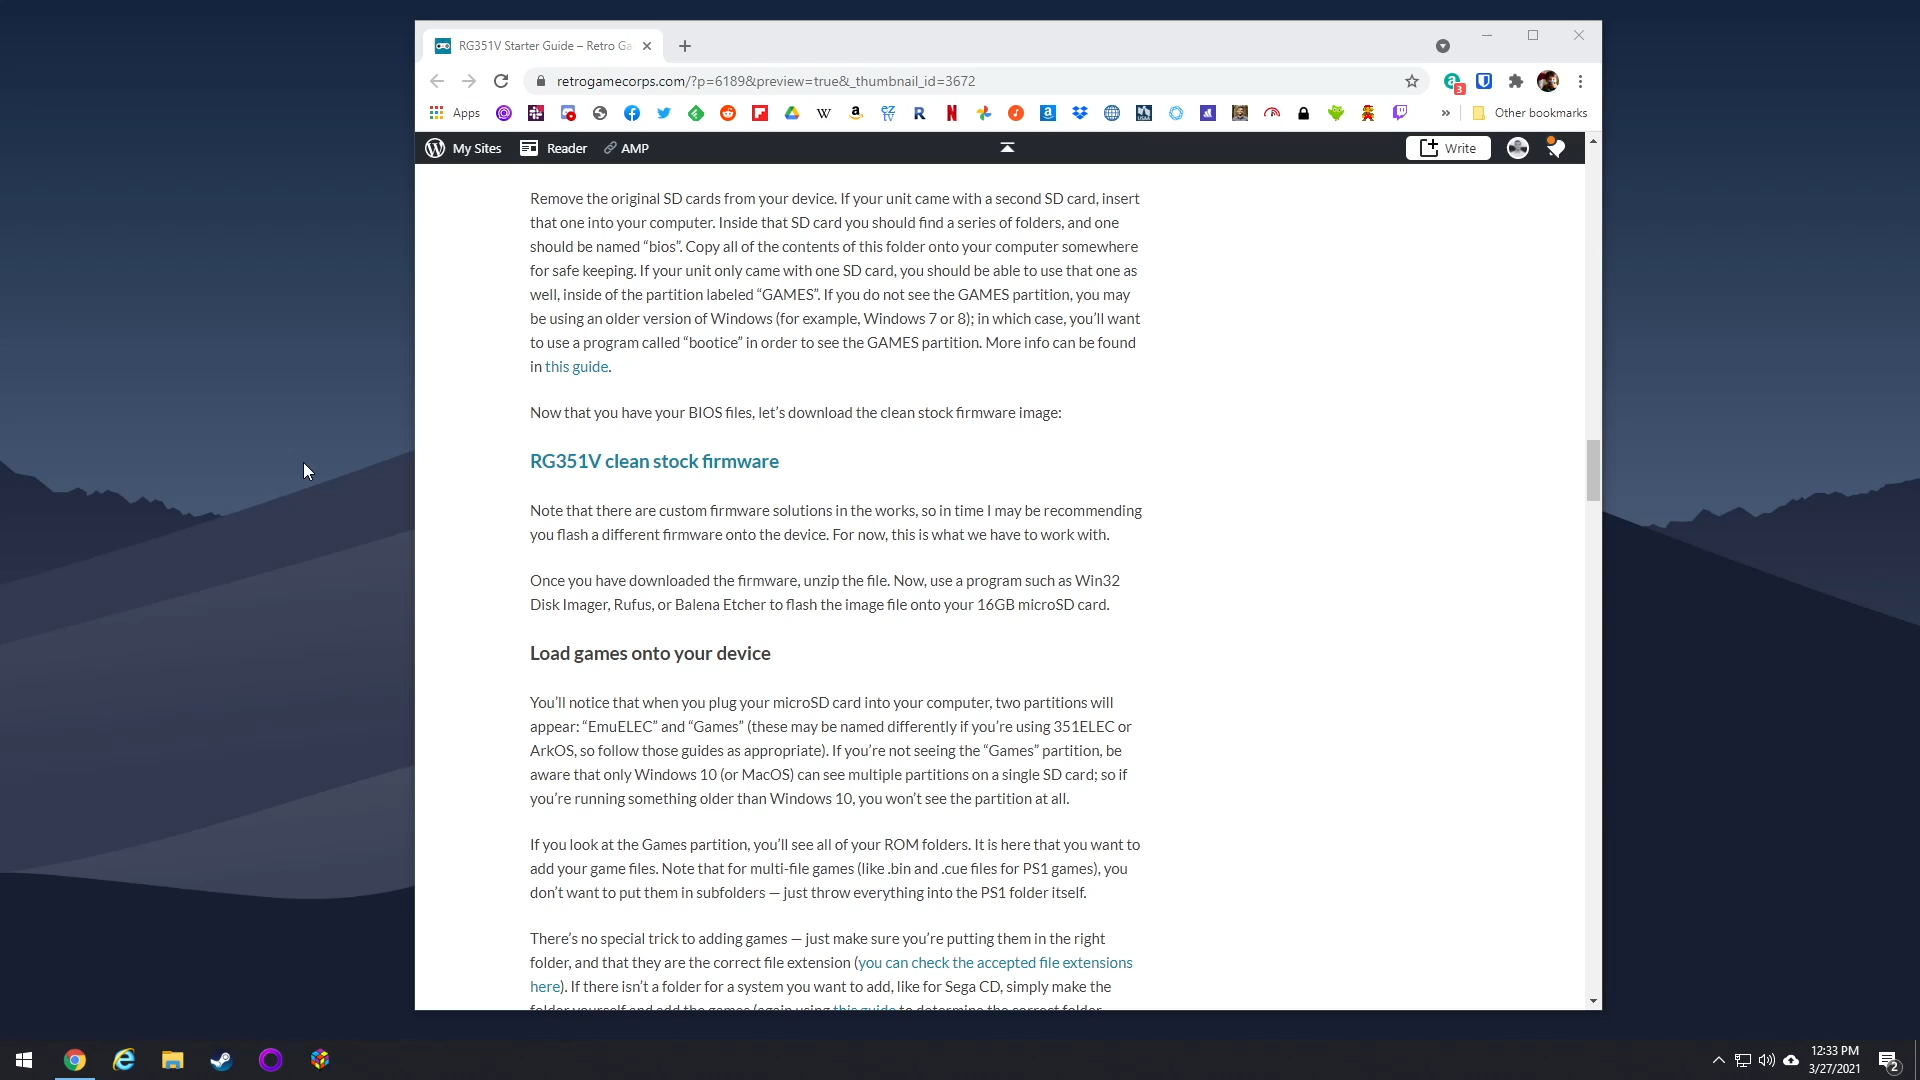 RG351V Starter Guide – Retro Ga
retrogamecorps.com/?p=6189&preview=true&_thumbnail_id=3672
3
Apps
Other bookmarks
My Sites
Reader
AMP
Write
Remove the original SD cards from your device. If your unit came with a second SD card, insert
that one into your computer. Inside that SD card you should find a series of folders, and one
should be named “bios”. Copy all of the contents of this folder onto your computer somewhere
for safe keeping. If your unit only came with one SD card, you should be able to use that one as
well, inside of the partition labeled “GAMES”. If you do not see the GAMES partition, you may
be using an older version of Windows (for example, Windows 7 or 8); in which case, you’ll want
to use a program called “bootice” in order to see the GAMES partition. More info can be found
in this guide.
Now that you have your BIOS files, let’s download the clean stock firmware image:
RG351V clean stock firmware
Note that there are custom firmware solutions in the works, so in time I may be recommending
you flash a different firmware onto the device. For now, this is what we have to work with.
Once you have downloaded the firmware, unzip the file. Now, use a program such as Win32
Disk Imager, Rufus, or Balena Etcher to flash the image file onto your 16GB microSD card.
Load games onto your device
You’ll notice that when you plug your microSD card into your computer, two partitions will
appear: “EmuELEC” and “Games” (these may be named differently if you’re using 351ELEC or
ArkOS, so follow those guides as appropriate). If you’re not seeing the “Games” partition, be
aware that only Windows 10 (or MacOS) can see multiple partitions on a single SD card; so if
you’re running something older than Windows 10, you won’t see the partition at all.
If you look at the Games partition, you’ll see all of your ROM folders. It is here that you want to
add your game files. Note that for multi-file games (like .bin and .cue files for PS1 games), you
don’t want to put them in subfolders — just throw everything into the PS1 folder itself.
There’s no special trick to adding games — just make sure you’re putting them in the right
folder, and that they are the correct file extension (you can check the accepted file extensions
here). If there isn’t a folder for a system you want to add, like for Sega CD, simply make the
folder yourself and add the games (again using this guide to determine the correct folder
12:33 PM
3/27/2021
2